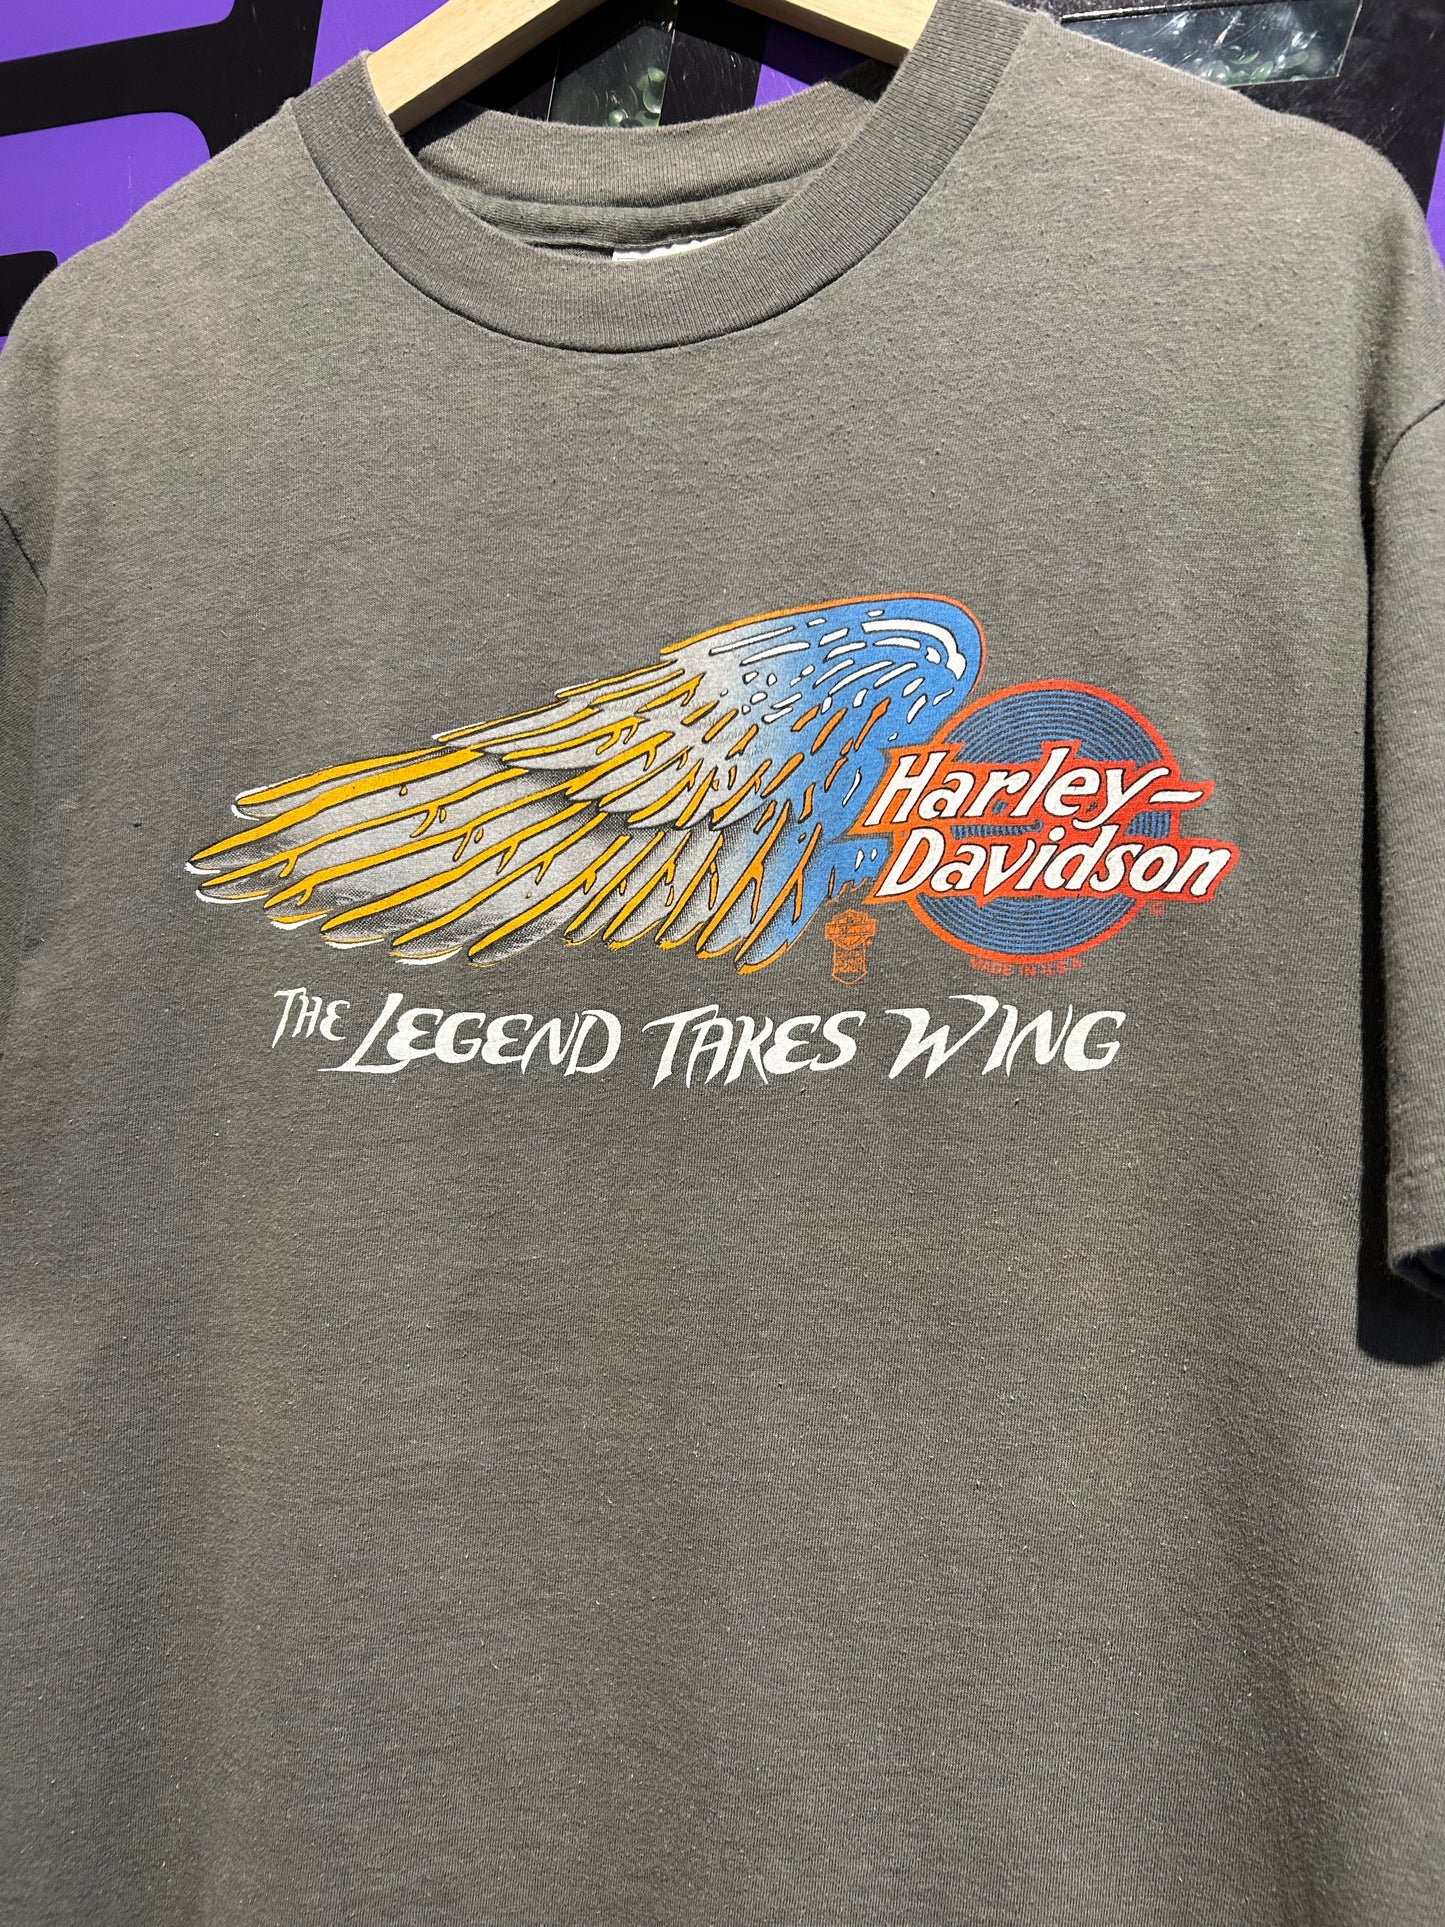 Harley-
Davidson
MADE IN U.S.A.
THE LEGEND TAKES WING